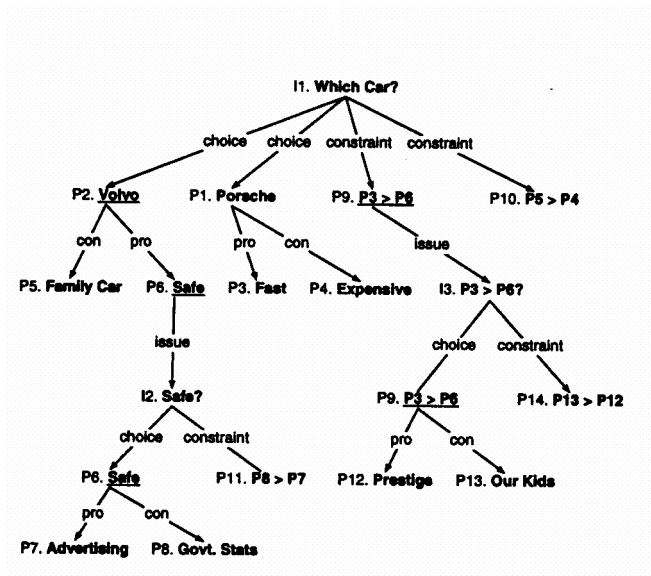 I1. Which Car?
choice choice constraint constraint
P2. Volvo P1. Porsche P9. P3 > P6 P10. P5 > P4
con pro pro con issue
P5. Family Car P6. Safe P3. Fast P4. Expensive I3. P3 > P6?
issue choice constraint
I2. Safe? P9. P3 > P6 P14. P13 > P12
choice constraint pro con
P6. Safe P11. P8 > P7 P12. Prestige P13. Our Kids
pro con
P7. Advertising P8. Govt. Stats